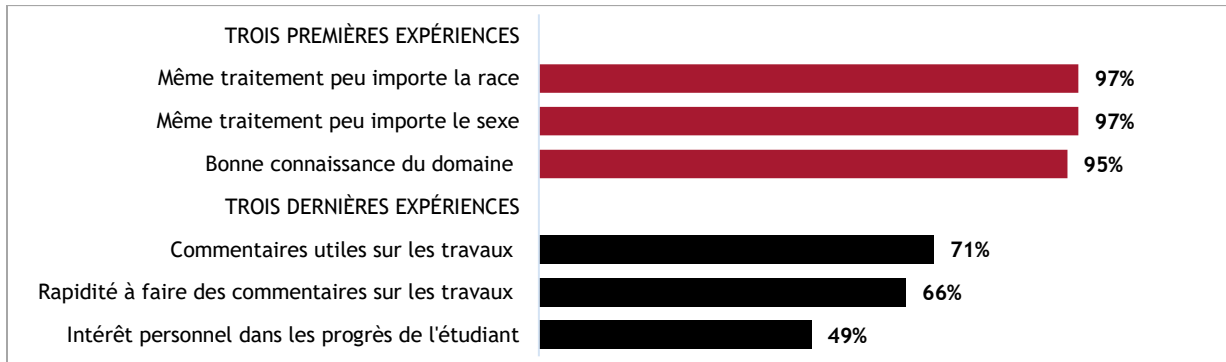 TROIS PREMIÈRES EXPÉRIENCES
Même traitement peu importe la race 97%
Même traitement peu importe le sexe 97%
Bonne connaissance du domaine 95%
TROIS DERNIÈRES EXPÉRIENCES
Commentaires utiles sur les travaux 71%
Rapidité à faire des commentaires sur les travaux 66%
Intérêt personnel dans les progrès de l'étudiant 49%